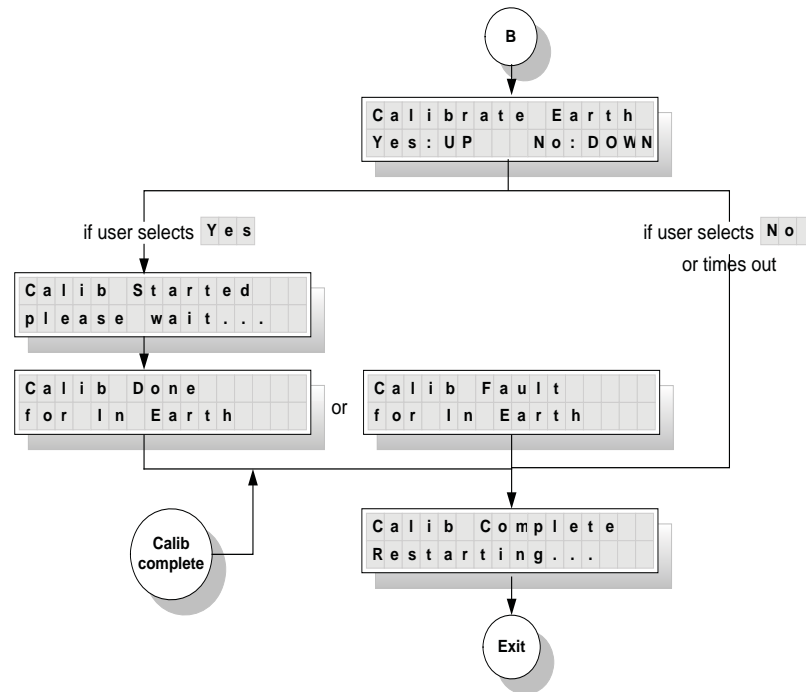 B
Calibrate Earth
Yes:UP No:DOWN
if user selects Yes
if user selects No
or times out
Calib Started
please wait...
Calib Done
for In Earth
or
Calib Fault
for In Earth
Calib
complete
Calib Complete
Restarting...
Exit